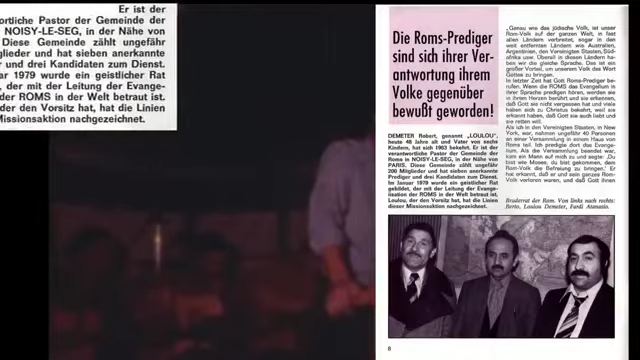 Er ist der
ortliche Pastor der Gemeinde der
NOISY-LE-SEG, in der Nähe von
Diese Gemeinde zählt ungefähr
glieder und hat sieben anerkannte
r und drei Kandidaten zum Dienst.
uar 1979 wurde ein geistlicher Rat
, der mit der Leitung der Evange-
der ROMS in der Welt betraut ist.
der den Vorsitz hat, hat die Linien
Missionsaktion nachgezeichnet.
Die Roms-Prediger
sind sich ihrer Ver-
antwortung ihrem
Volke gegenüber
bewußt geworden!
DEMETER Robert, genannt „LOULOU,
heute 48 Jahre alt und Vater von sechs
Kindern, hat sich 1963 bekehrt. Er ist der
verantwortliche Pastor der Gemeinde der
Roms in NOISY-LE-SEG, in der Nähe von
PARIS. Diese Gemeinde zählt ungefähr
200 Mitglieder und hat sieben anerkannte
Prediger und drei Kandidaten zum Dienst.
Im Januar 1979 wurde ein geistlicher Rat
gebildet, der mit der Leitung der Evange-
lisation der ROMS in der Welt betraut ist.
Loulou, der den Vorsitz hat, hat die Linien
dieser Missionsaktion nachgezeichnet.
„Genau wie das jüdische Volk, ist unser
Rom-Volk auf der ganzen Welt, in fast
allen Ländern verbreitet, sogar in den
weit entfernten Ländern wie Australien,
Argentinien, den Vereinigten Staaten, Süd-
afrika usw. Überall in diesen Ländern ha-
ben wir die gleiche Sprache. Das ist ein
großer Vorteil, um unserem Volk das Wort
Gottes zu bringen.
In letzter Zeit hat Gott Roms-Prediger be-
rufen. Wenn die ROMS das Evangelium in
ihrer Sprache predigen hören, werden sie
in ihrem Herzen berührt und sie erkennen,
daß Gott sie nicht vergessen hat und viele
haben sich zu Christus bekehrt, weil sie
erkannt haben, daß Gott sie auch liebt und
sie retten will.
Als ich in den Vereinigten Staaten, in New
York, war, nahmen ungefähr 40 Personen
an einer Versammlung in einem Haus von
Roms teil. Ich predigte dort das Evange-
lium. Als die Versammlung beendet war,
kam ein Mann auf mich zu und sagte: ‚Du
bist wie Moses, du bist gekommen, dem
Rom-Volk die Befreiung zu bringen.' Er
hat erkannt, daß er und sein ganzes Rom-
Volk verloren waren, und daß Gott ihnen
Bruderrat der Rom. Von links nach rechts:
Berto, Loulou Demeter, Fardi Atanasio.
6